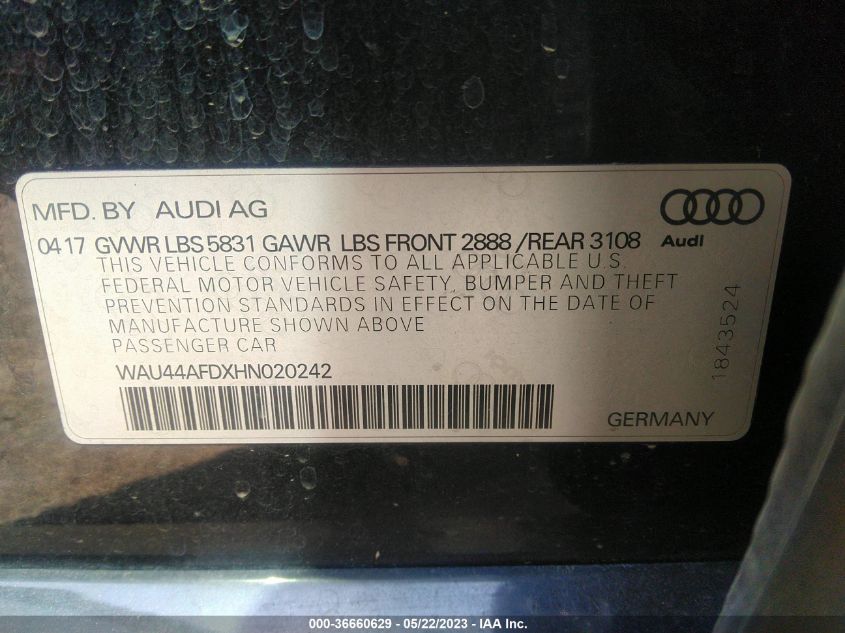 MFD. BY AUDI AG
04 17 GVWR LBS 5831 GAWR LBS FRONT 2888 /REAR 3108
Audi
THIS VEHICLE CONFORMS TO ALL APPLICABLE U.S.
FEDERAL MOTOR VEHICLE SAFETY, BUMPER AND THEFT
PREVENTION STANDARDS IN EFFECT ON THE DATE OF
MANUFACTURE SHOWN ABOVE
PASSENGER CAR
1843524
WAU44AFDXHN020242
GERMANY
000-36660629 - 05/22/2023 - IAA Inc.